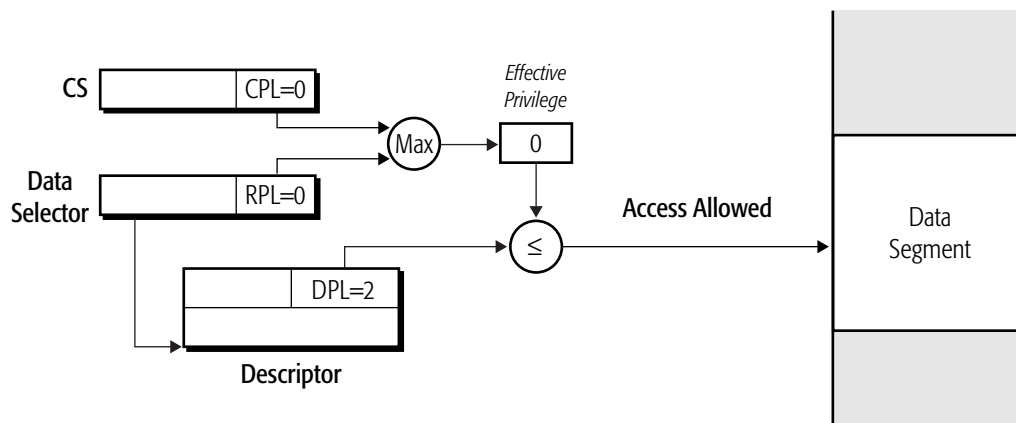 Effective
Privilege
CS
CPL=0
Max
0
Data
Selector
RPL=0
Access Allowed
Data
Segment
≤
DPL=2
Descriptor